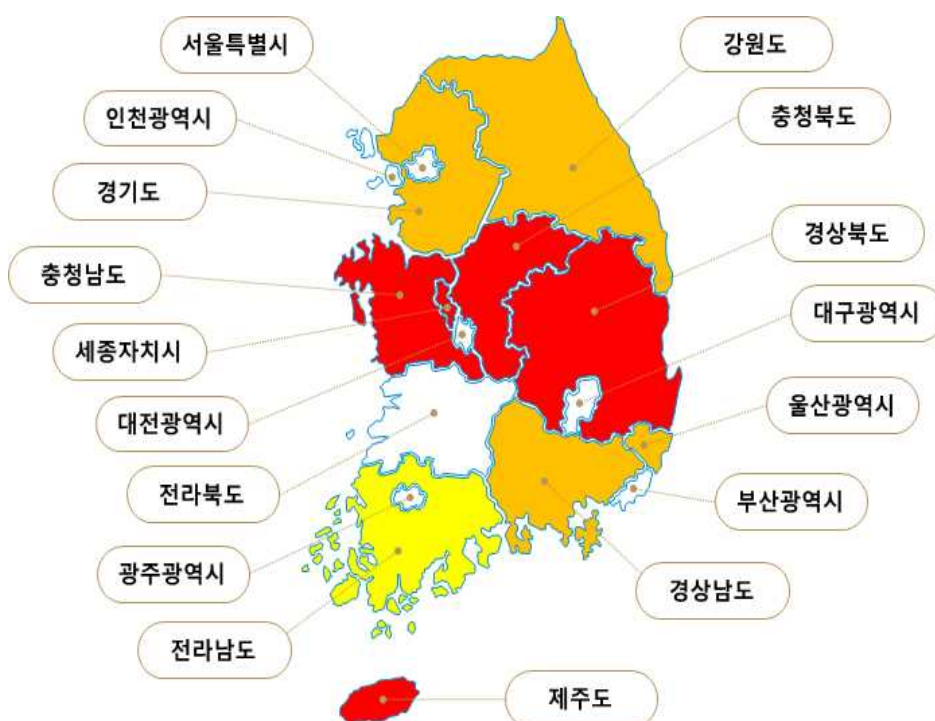 서울특별시
강원도
인천광역시
충청북도
경기도
경상북도
충청남도
대구광역시
세종자치시
울산광역시
대전광역시
전라북도
부산광역시
광주광역시
경상남도
전라남도
제주도